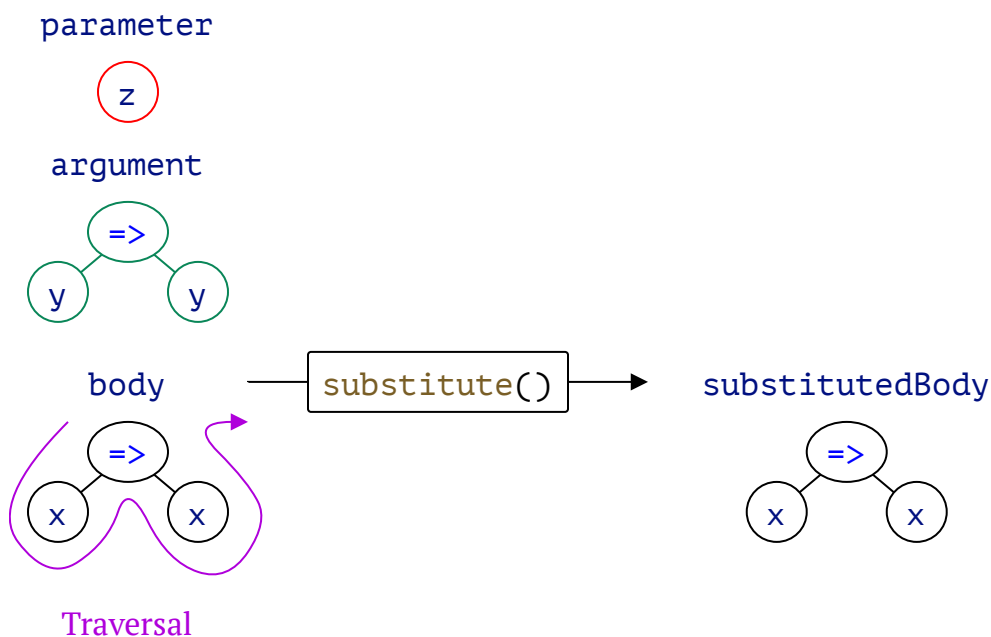 parameter
z
argument
=>
y y
body
substitute()
substitutedBody
=>
x x
=>
x x
Traversal